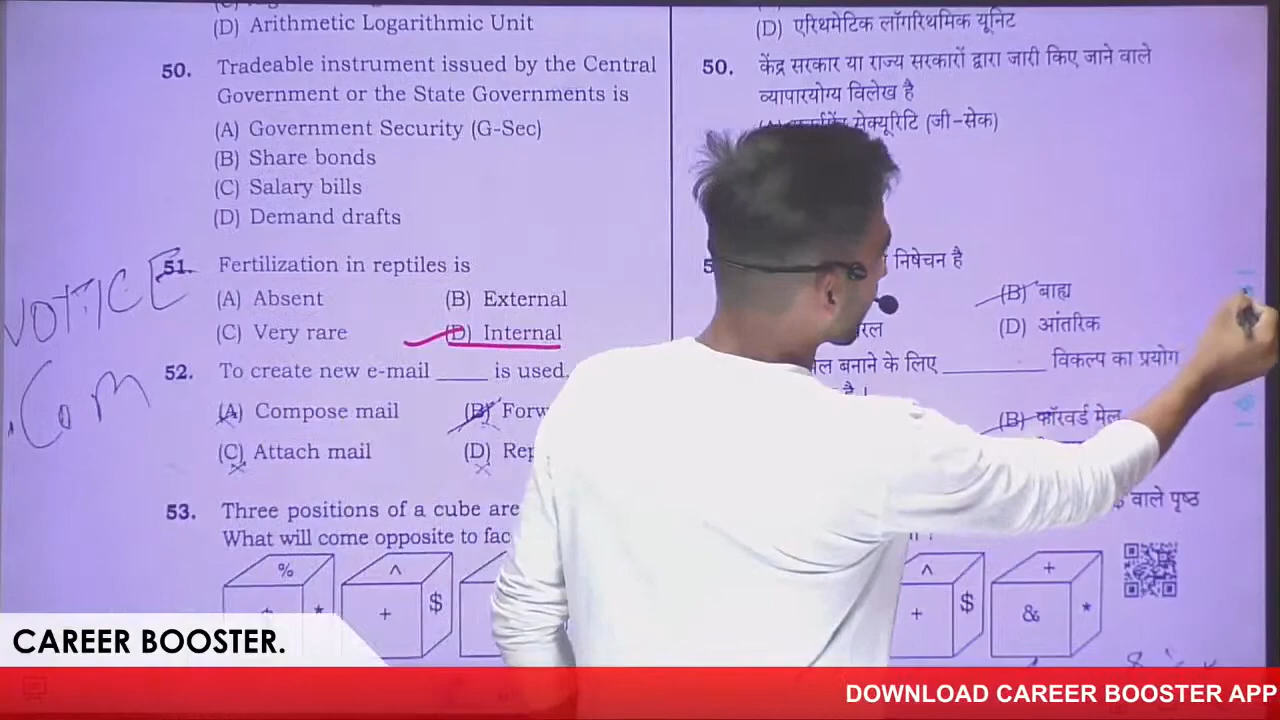 (D) Arithmetic Logarithmic Unit
50. Tradeable instrument issued by the Central
Government or the State Governments is
(A) Government Security (G-Sec)
(B) Share bonds
(C) Salary bills
(D) Demand drafts
51. Fertilization in reptiles is
(A) Absent (B) External
(C) Very rare (D) Internal
52. To create new e-mail _____ is used.
(A) Compose mail (B) Forw
(C) Attach mail (D) Rep
53. Three positions of a cube are
What will come opposite to fac
% ^
* + $
NOTICE
.Com
(D) एरिथमेटिक लॉगरिथमिक यूनिट
50. केंद्र सरकार या राज्य सरकारों द्वारा जारी किए जाने वाले
व्यापारयोग्य विलेख है
सेक्यूरिटि (जी-सेक)
निषेचन है
(B) बाह्य
(D) आंतरिक
बनाने के लिए __________ विकल्प का प्रयोग
है ।
(B) फॉरवर्ड मेल
वाले पृष्ठ
^ +
+ $ & *
CAREER BOOSTER.
DOWNLOAD CAREER BOOSTER APP